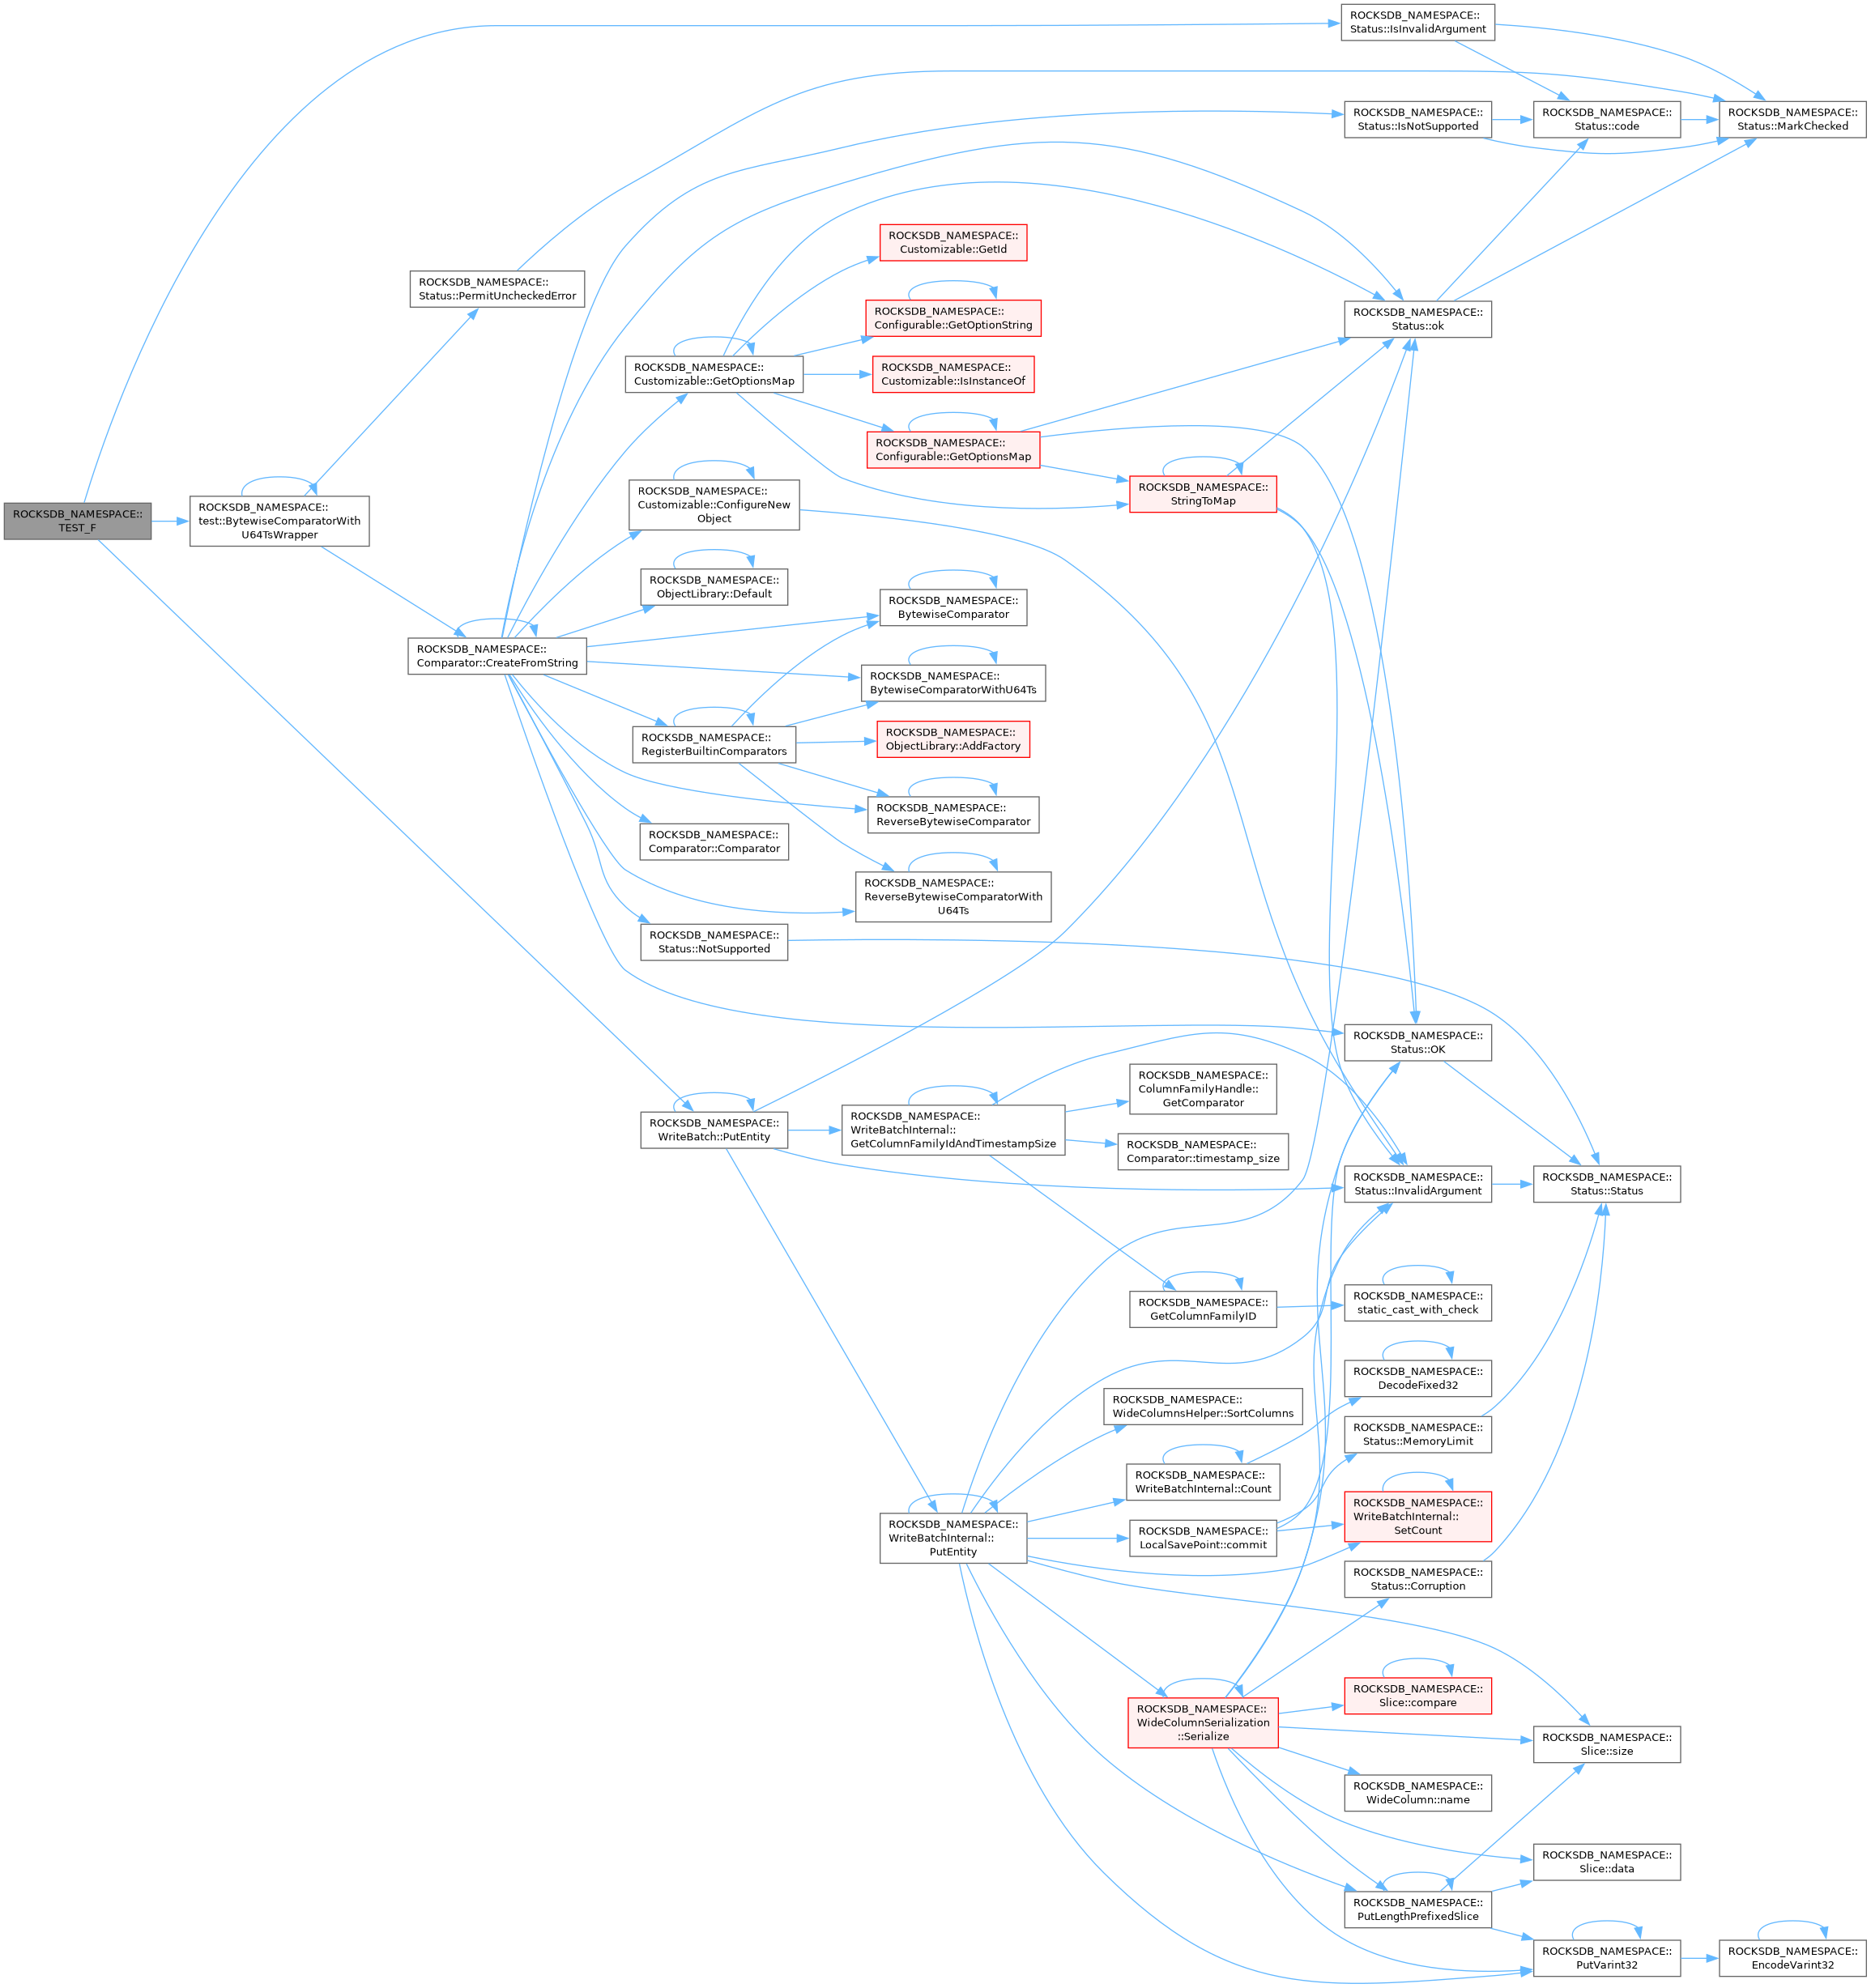 ROCKSDB_NAMESPACE::
TEST_F
ROCKSDB_NAMESPACE::
Status::IsInvalidArgument
ROCKSDB_NAMESPACE::
Status::IsNotSupported
ROCKSDB_NAMESPACE::
Status::code
ROCKSDB_NAMESPACE::
Status::MarkChecked
ROCKSDB_NAMESPACE::
Customizable::GetId
ROCKSDB_NAMESPACE::
Status::PermitUncheckedError
ROCKSDB_NAMESPACE::
Configurable::GetOptionString
ROCKSDB_NAMESPACE::
Status::ok
ROCKSDB_NAMESPACE::
Customizable::GetOptionsMap
ROCKSDB_NAMESPACE::
Customizable::IsInstanceOf
ROCKSDB_NAMESPACE::
Configurable::GetOptionsMap
ROCKSDB_NAMESPACE::
StringToMap
ROCKSDB_NAMESPACE::
test::BytewiseComparatorWith
U64TsWrapper
ROCKSDB_NAMESPACE::
Customizable::ConfigureNew
Object
ROCKSDB_NAMESPACE::
ObjectLibrary::Default
ROCKSDB_NAMESPACE::
BytewiseComparator
ROCKSDB_NAMESPACE::
Comparator::CreateFromString
ROCKSDB_NAMESPACE::
BytewiseComparatorWithU64Ts
ROCKSDB_NAMESPACE::
RegisterBuiltinComparators
ROCKSDB_NAMESPACE::
ObjectLibrary::AddFactory
ROCKSDB_NAMESPACE::
ReverseBytewiseComparator
ROCKSDB_NAMESPACE::
Comparator::Comparator
ROCKSDB_NAMESPACE::
ReverseBytewiseComparatorWith
U64Ts
ROCKSDB_NAMESPACE::
Status::NotSupported
ROCKSDB_NAMESPACE::
Status::OK
ROCKSDB_NAMESPACE::
ColumnFamilyHandle::
GetComparator
ROCKSDB_NAMESPACE::
WriteBatch::PutEntity
ROCKSDB_NAMESPACE::
WriteBatchInternal::
GetColumnFamilyIdAndTimestampSize
ROCKSDB_NAMESPACE::
Comparator::timestamp_size
ROCKSDB_NAMESPACE::
Status::InvalidArgument
ROCKSDB_NAMESPACE::
Status::Status
ROCKSDB_NAMESPACE::
GetColumnFamilyID
ROCKSDB_NAMESPACE::
static_cast_with_check
ROCKSDB_NAMESPACE::
DecodeFixed32
ROCKSDB_NAMESPACE::
WideColumnsHelper::SortColumns
ROCKSDB_NAMESPACE::
Status::MemoryLimit
ROCKSDB_NAMESPACE::
WriteBatchInternal::Count
ROCKSDB_NAMESPACE::
WriteBatchInternal::
SetCount
ROCKSDB_NAMESPACE::
WriteBatchInternal::
PutEntity
ROCKSDB_NAMESPACE::
LocalSavePoint::commit
ROCKSDB_NAMESPACE::
Status::Corruption
ROCKSDB_NAMESPACE::
Slice::compare
ROCKSDB_NAMESPACE::
WideColumnSerialization
::Serialize
ROCKSDB_NAMESPACE::
Slice::size
ROCKSDB_NAMESPACE::
WideColumn::name
ROCKSDB_NAMESPACE::
Slice::data
ROCKSDB_NAMESPACE::
PutLengthPrefixedSlice
ROCKSDB_NAMESPACE::
PutVarint32
ROCKSDB_NAMESPACE::
EncodeVarint32